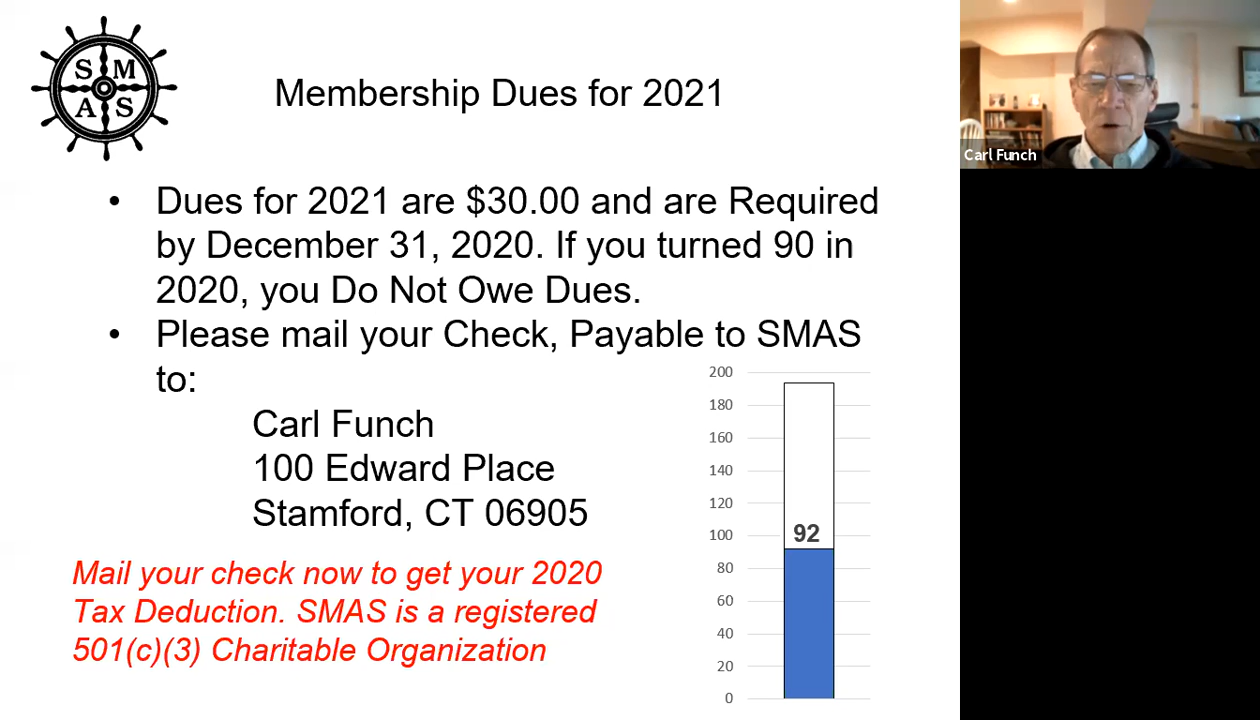 S M
A S
Membership Dues for 2021
• Dues for 2021 are $30.00 and are Required
by December 31, 2020. If you turned 90 in
2020, you Do Not Owe Dues.
• Please mail your Check, Payable to SMAS
to:
Carl Funch
100 Edward Place
Stamford, CT 06905
Mail your check now to get your 2020
Tax Deduction. SMAS is a registered
501(c)(3) Charitable Organization
200
180
160
140
120
100
80
60
40
20
0
92
Carl Funch